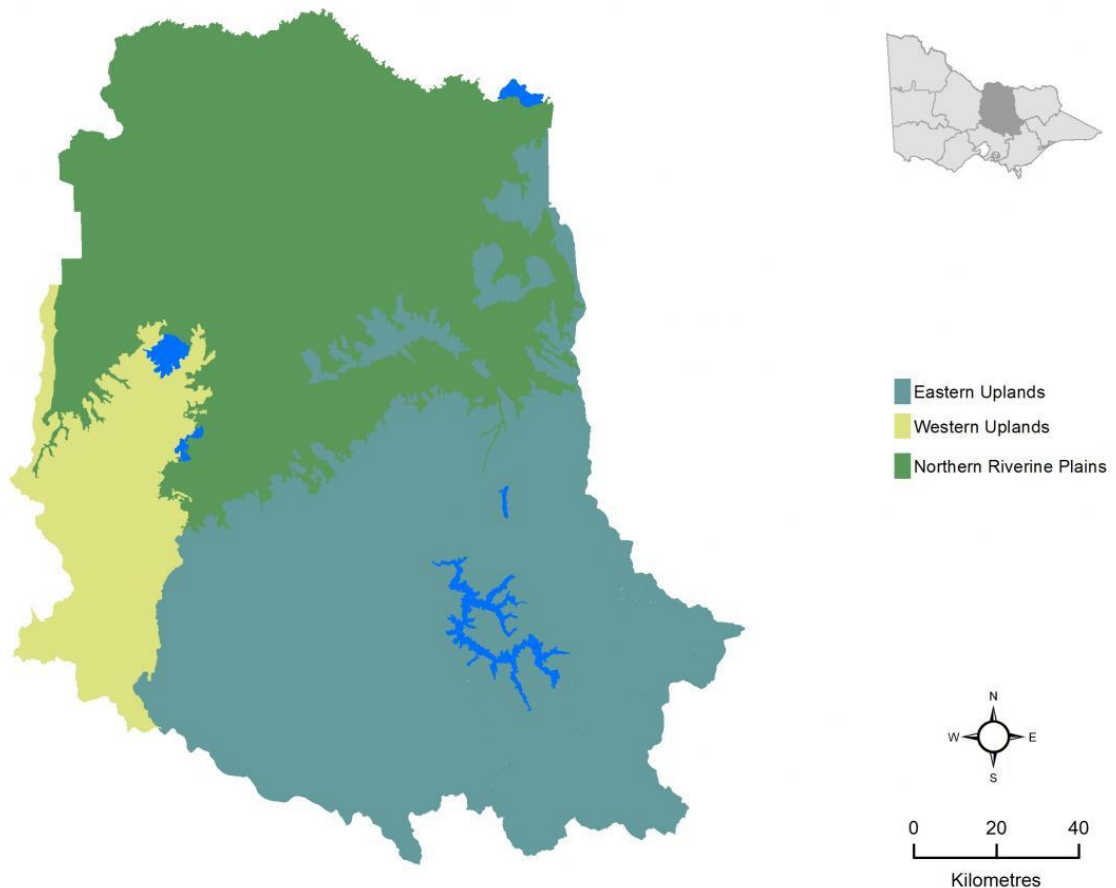 Eastern Uplands
Western Uplands
Northern Riverine Plains
N
W E
S
0 20 40
Kilometres